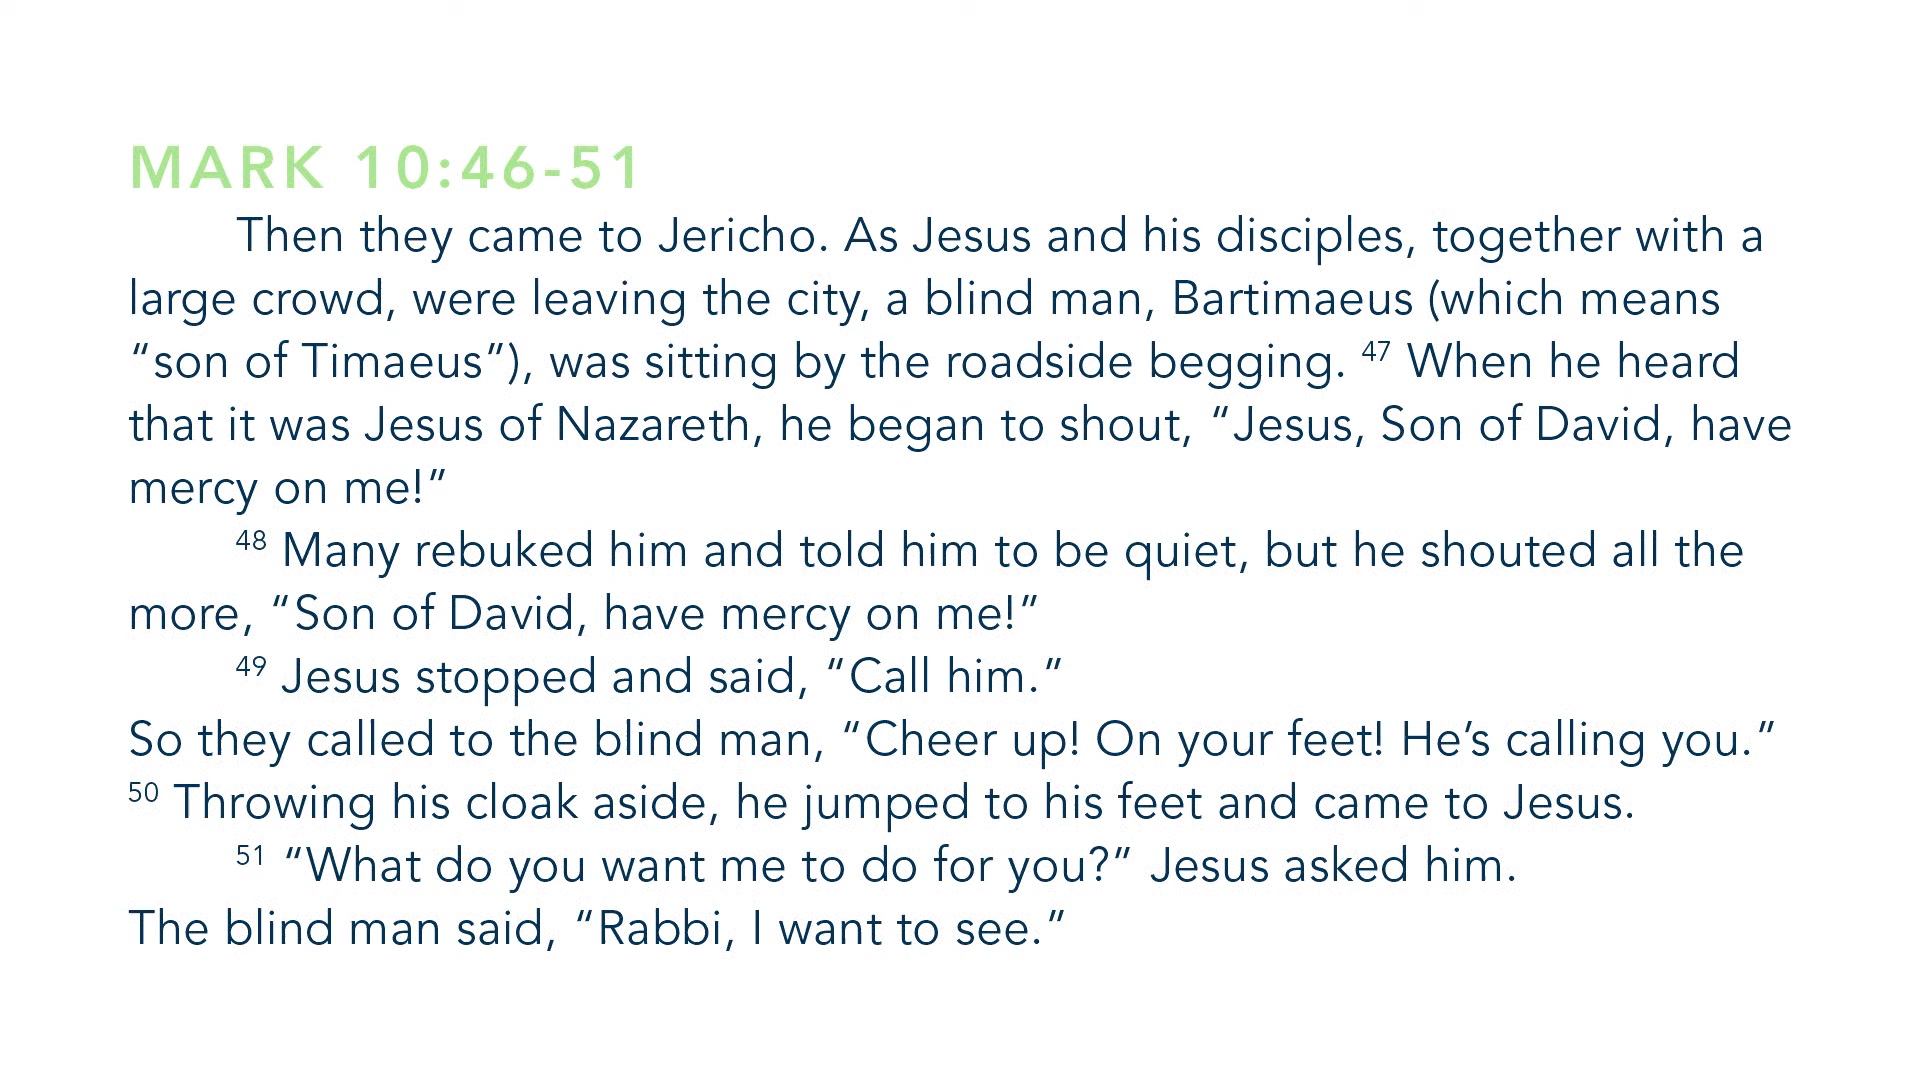 MARK 10:46-51
Then they came to Jericho. As Jesus and his disciples, together with a
large crowd, were leaving the city, a blind man, Bartimaeus (which means
“son of Timaeus”), was sitting by the roadside begging. 47 When he heard
that it was Jesus of Nazareth, he began to shout, “Jesus, Son of David, have
mercy on me!”
48 Many rebuked him and told him to be quiet, but he shouted all the
more, “Son of David, have mercy on me!”
49 Jesus stopped and said, “Call him.”
So they called to the blind man, “Cheer up! On your feet! He’s calling you.”
50 Throwing his cloak aside, he jumped to his feet and came to Jesus.
51 “What do you want me to do for you?” Jesus asked him.
The blind man said, “Rabbi, I want to see.”